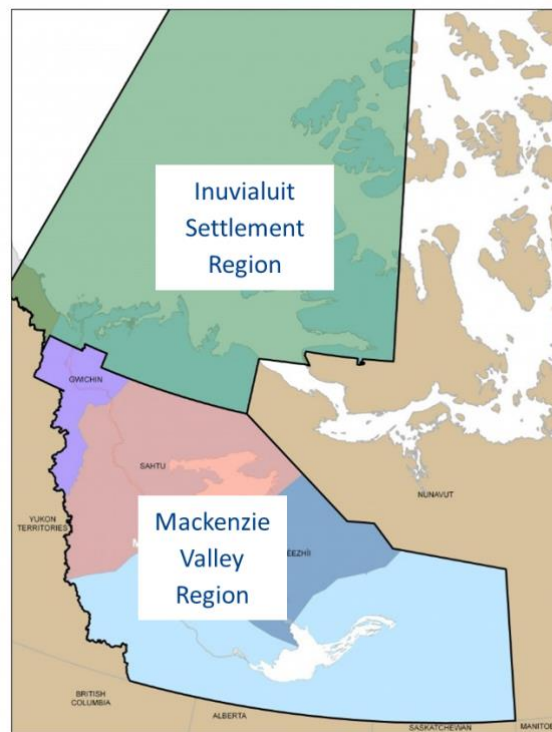 Inuvialuit
Settlement
Region
GWICHIN
SAHTU
NUNAVUT
YUKON
TERRITORIES
Mackenzie
Valley
Region
BRITISH
COLUMBIA
ALBERTA
SASKATCHEWAN